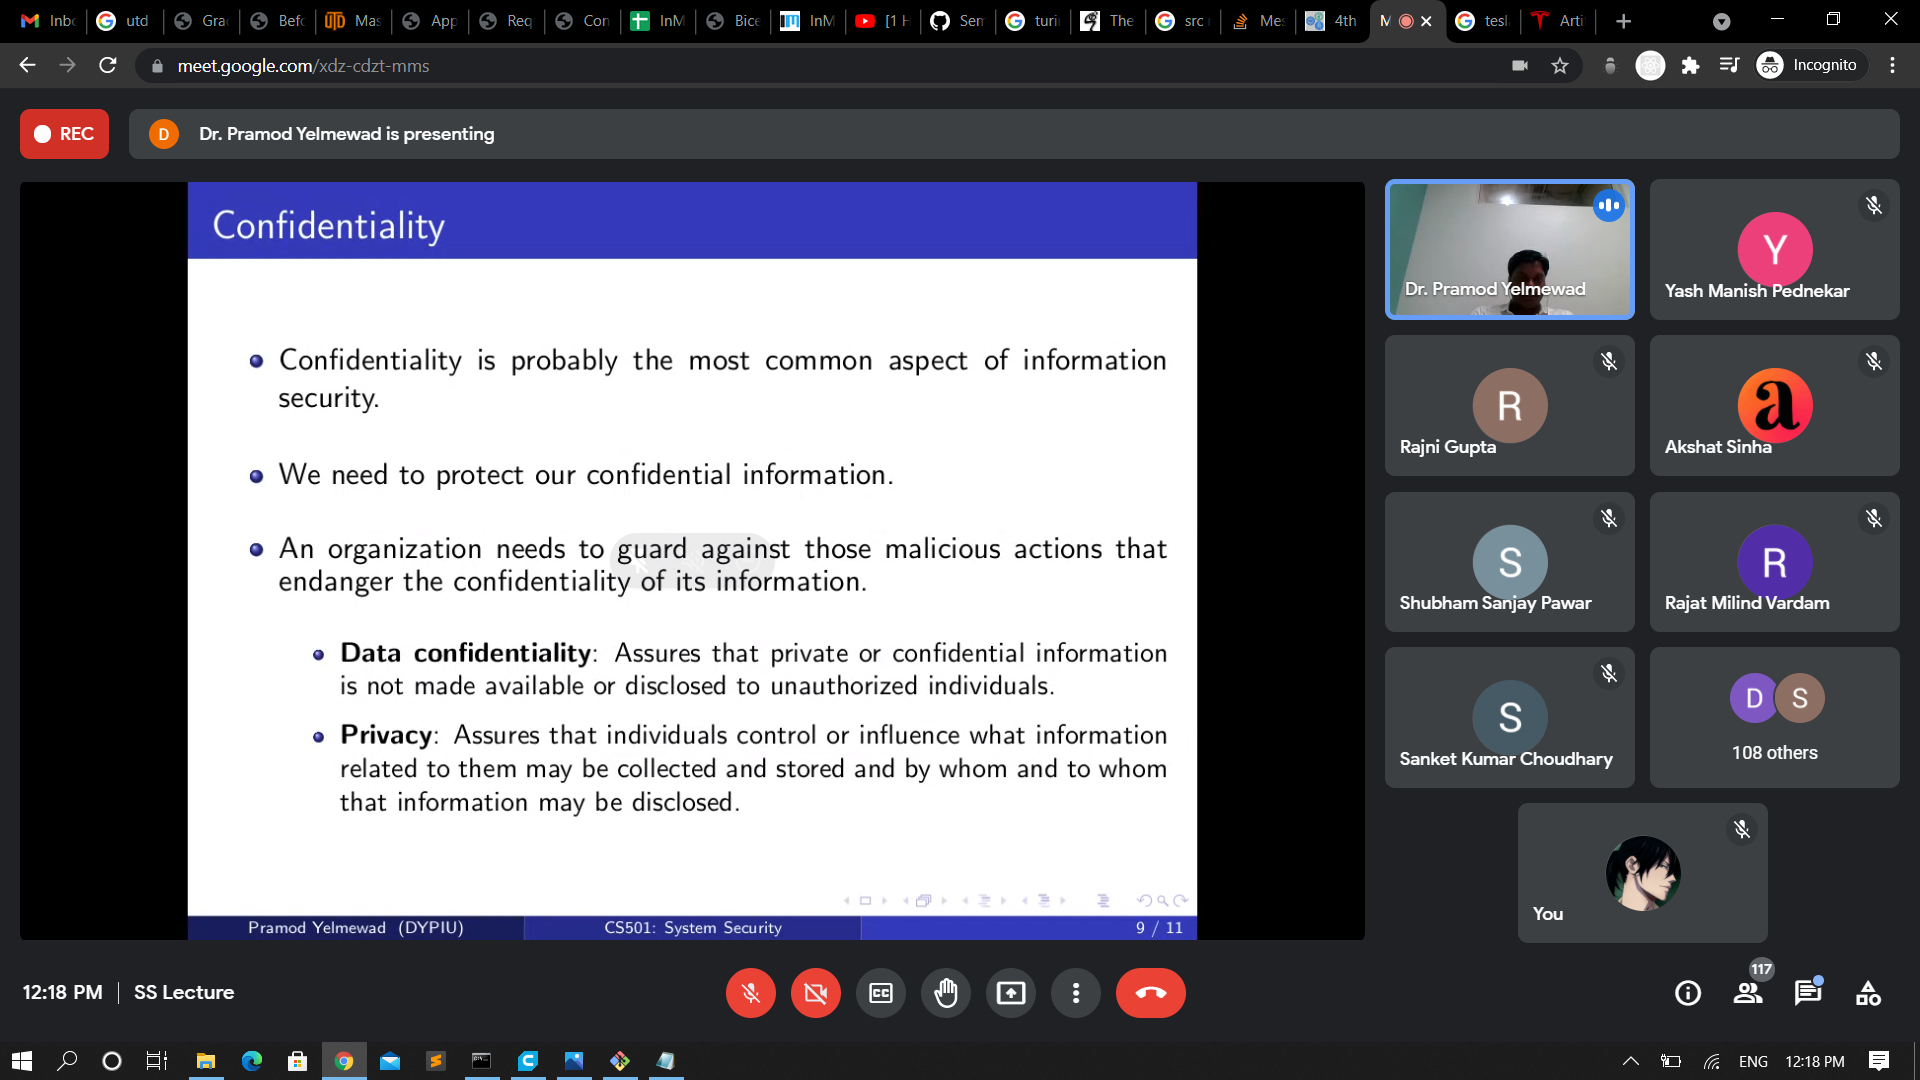 Inbc
utd
Grac
Befc
Mas
App
Req
Con
InM
Bice
InM
[1 H
Sem
turin
The
src
Mes
4th
M
tesl
Arti
meet.google.com/xdz-cdzt-mms
Incognito
REC
D
Dr. Pramod Yelmewad is presenting
Confidentiality
Confidentiality is probably the most common aspect of information
security.
We need to protect our confidential information.
An organization needs to guard against those malicious actions that
endanger the confidentiality of its information.
Data confidentiality: Assures that private or confidential information
is not made available or disclosed to unauthorized individuals.
Privacy: Assures that individuals control or influence what information
related to them may be collected and stored and by whom and to whom
that information may be disclosed.
Pramod Yelmewad (DYPIU)
CS501: System Security
9 / 11
Dr. Pramod Yelmewad
Y
Yash Manish Pednekar
R
Rajni Gupta
a
Akshat Sinha
S
Shubham Sanjay Pawar
R
Rajat Milind Vardam
S
Sanket Kumar Choudhary
D S
108 others
You
12:18 PM | SS Lecture
CC
117
ENG
12:18 PM